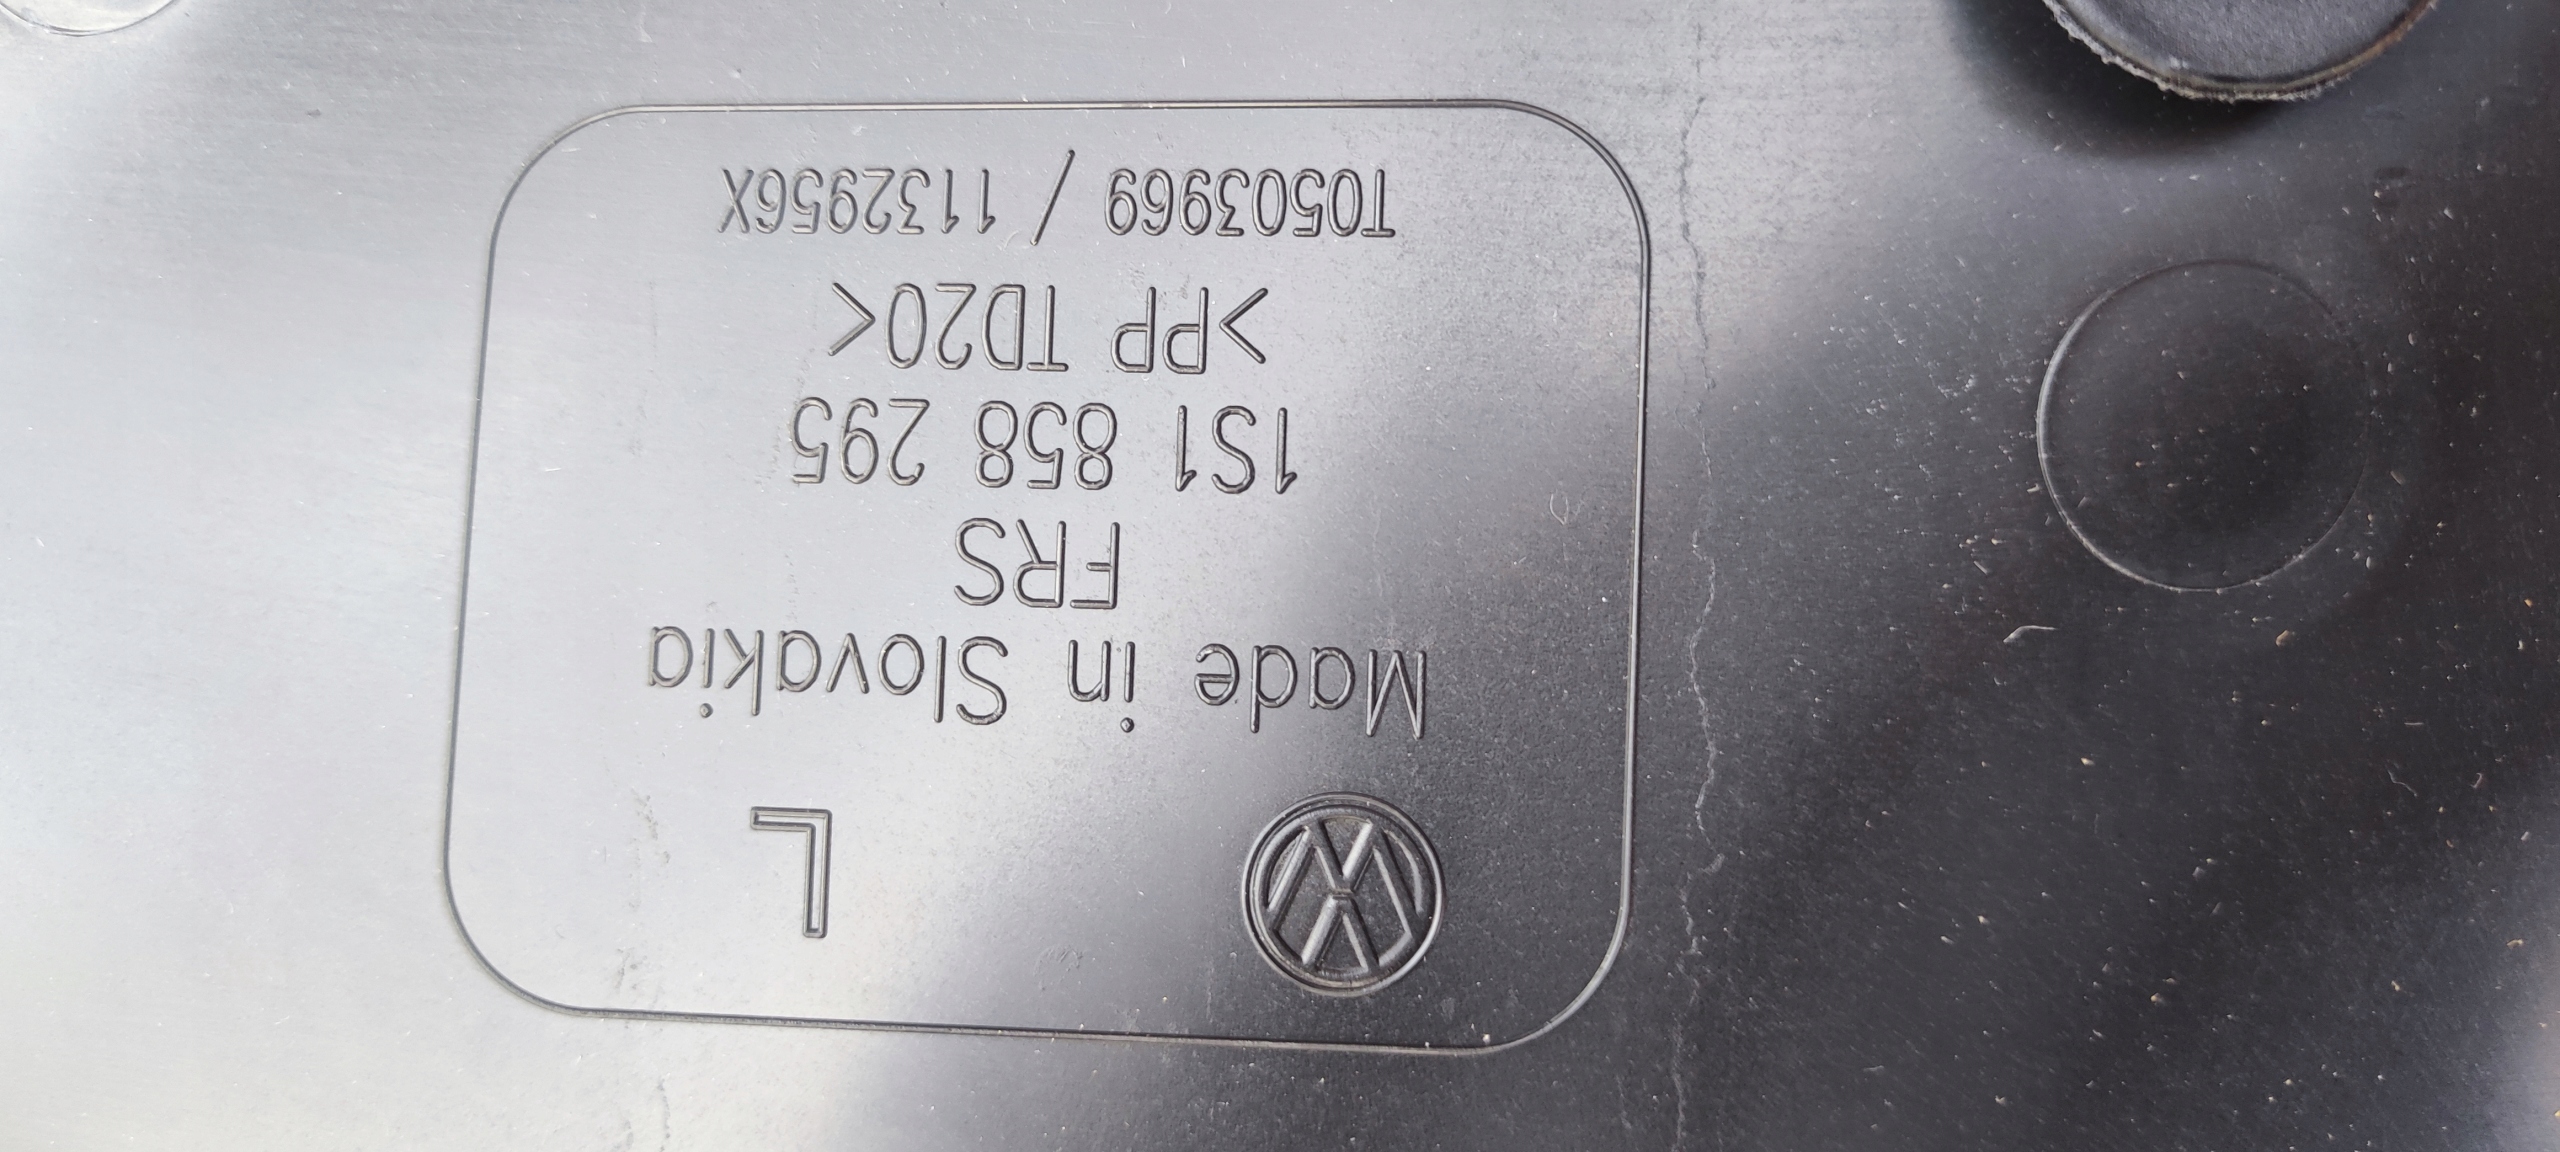 L
Made in Slovakia
FRS
1S1 858 295
>PP TD20<
T0503969 / 1132956X